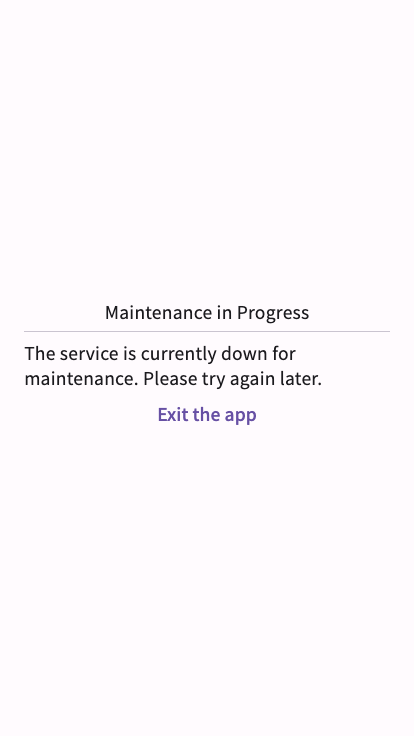 Maintenance in Progress
The service is currently down for
maintenance. Please try again later.
Exit the app